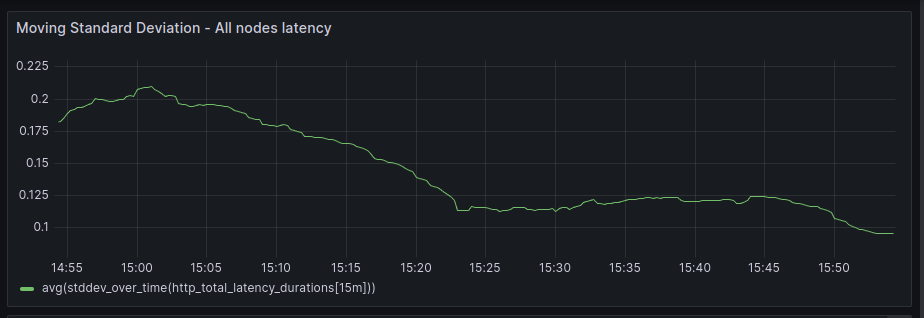 Moving Standard Deviation - All nodes latency
0.225
0.2
0.175
0.15
0.125
0.1
14:55 15:00 15:05 15:10 15:15 15:20 15:25 15:30 15:35 15:40 15:45 15:50
avg(stddev_over_time(http_total_latency_durations[15m]))